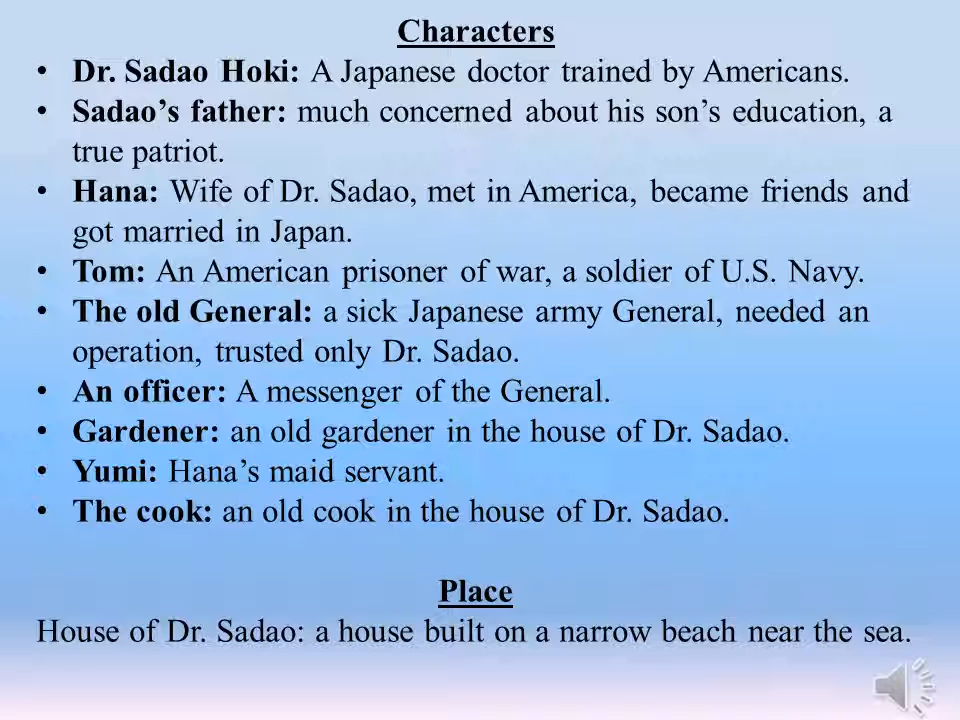 Characters
• Dr. Sadao Hoki: A Japanese doctor trained by Americans.
• Sadao’s father: much concerned about his son’s education, a
true patriot.
• Hana: Wife of Dr. Sadao, met in America, became friends and
got married in Japan.
• Tom: An American prisoner of war, a soldier of U.S. Navy.
• The old General: a sick Japanese army General, needed an
operation, trusted only Dr. Sadao.
• An officer: A messenger of the General.
• Gardener: an old gardener in the house of Dr. Sadao.
• Yumi: Hana’s maid servant.
• The cook: an old cook in the house of Dr. Sadao.
Place
House of Dr. Sadao: a house built on a narrow beach near the sea.